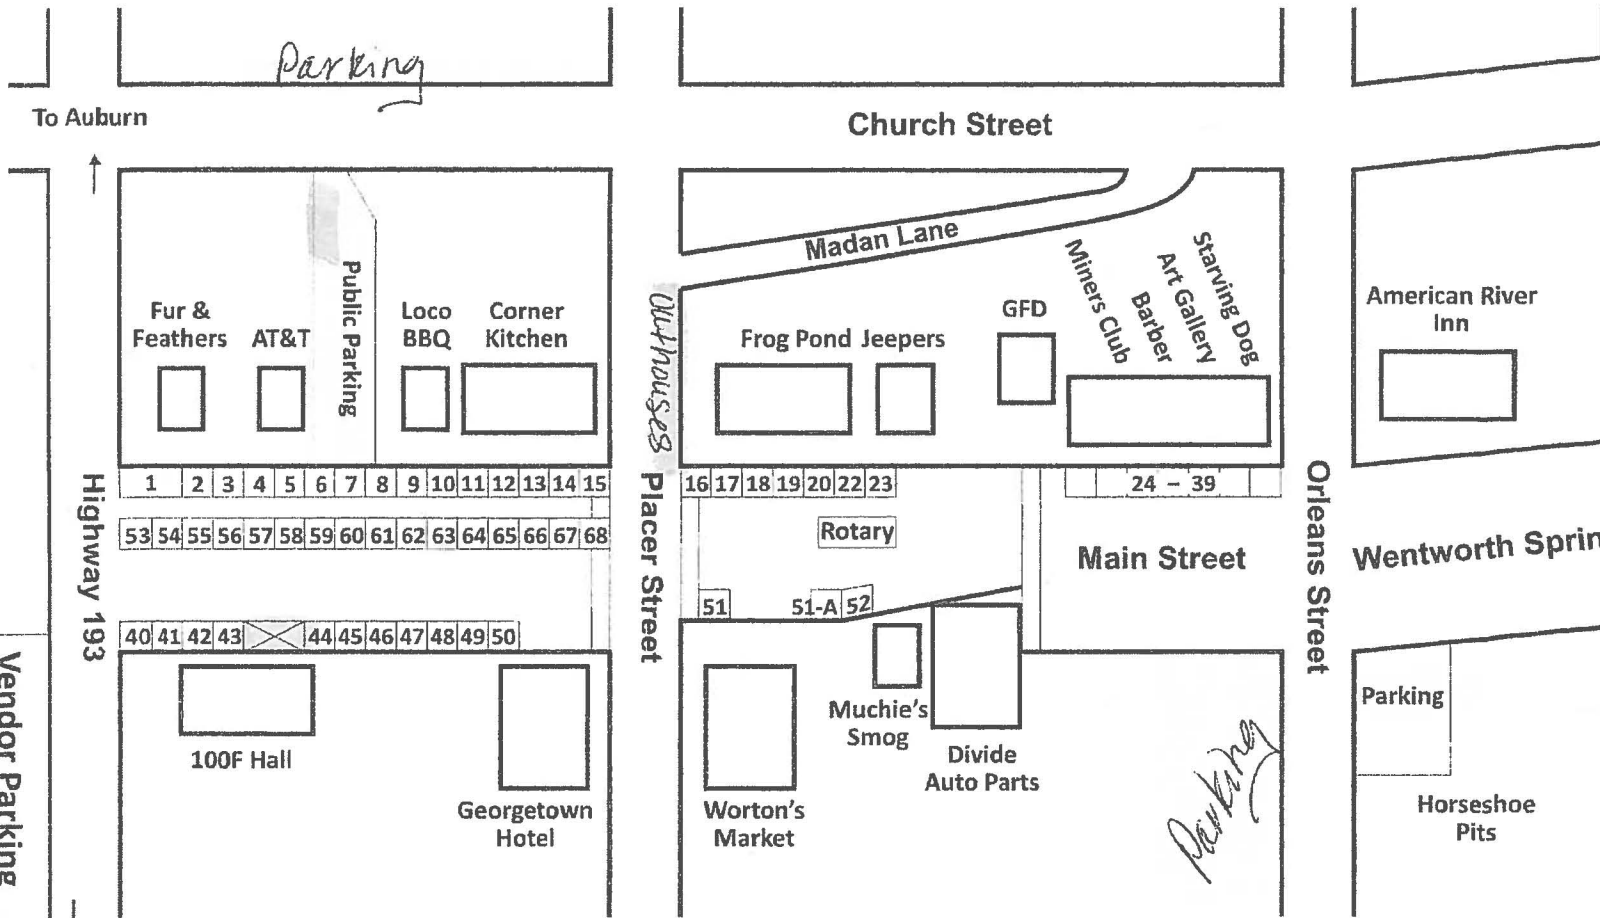 Parking
To Auburn
Church Street
Madan Lane
Miners Club
Barber
Art Gallery
Starving Dog
Public Parking
Outhouses
Fur &
Feathers
AT&T
Loco
BBQ
Corner
Kitchen
Frog Pond
Jeepers
GFD
American River
Inn
Highway 193
Placer Street
Orleans Street
1 2 3 4 5 6 7 8 9 10 11 12 13 14 15
16 17 18 19 20 22 23
24 – 39
53 54 55 56 57 58 59 60 61 62 63 64 65 66 67 68
Rotary
Main Street
Wentworth Sprin
51
51-A
52
40 41 42 43 44 45 46 47 48 49 50
Vendor Parking
100F Hall
Georgetown
Hotel
Worton's
Market
Muchie's
Smog
Divide
Auto Parts
Parking
Parking
Horseshoe
Pits